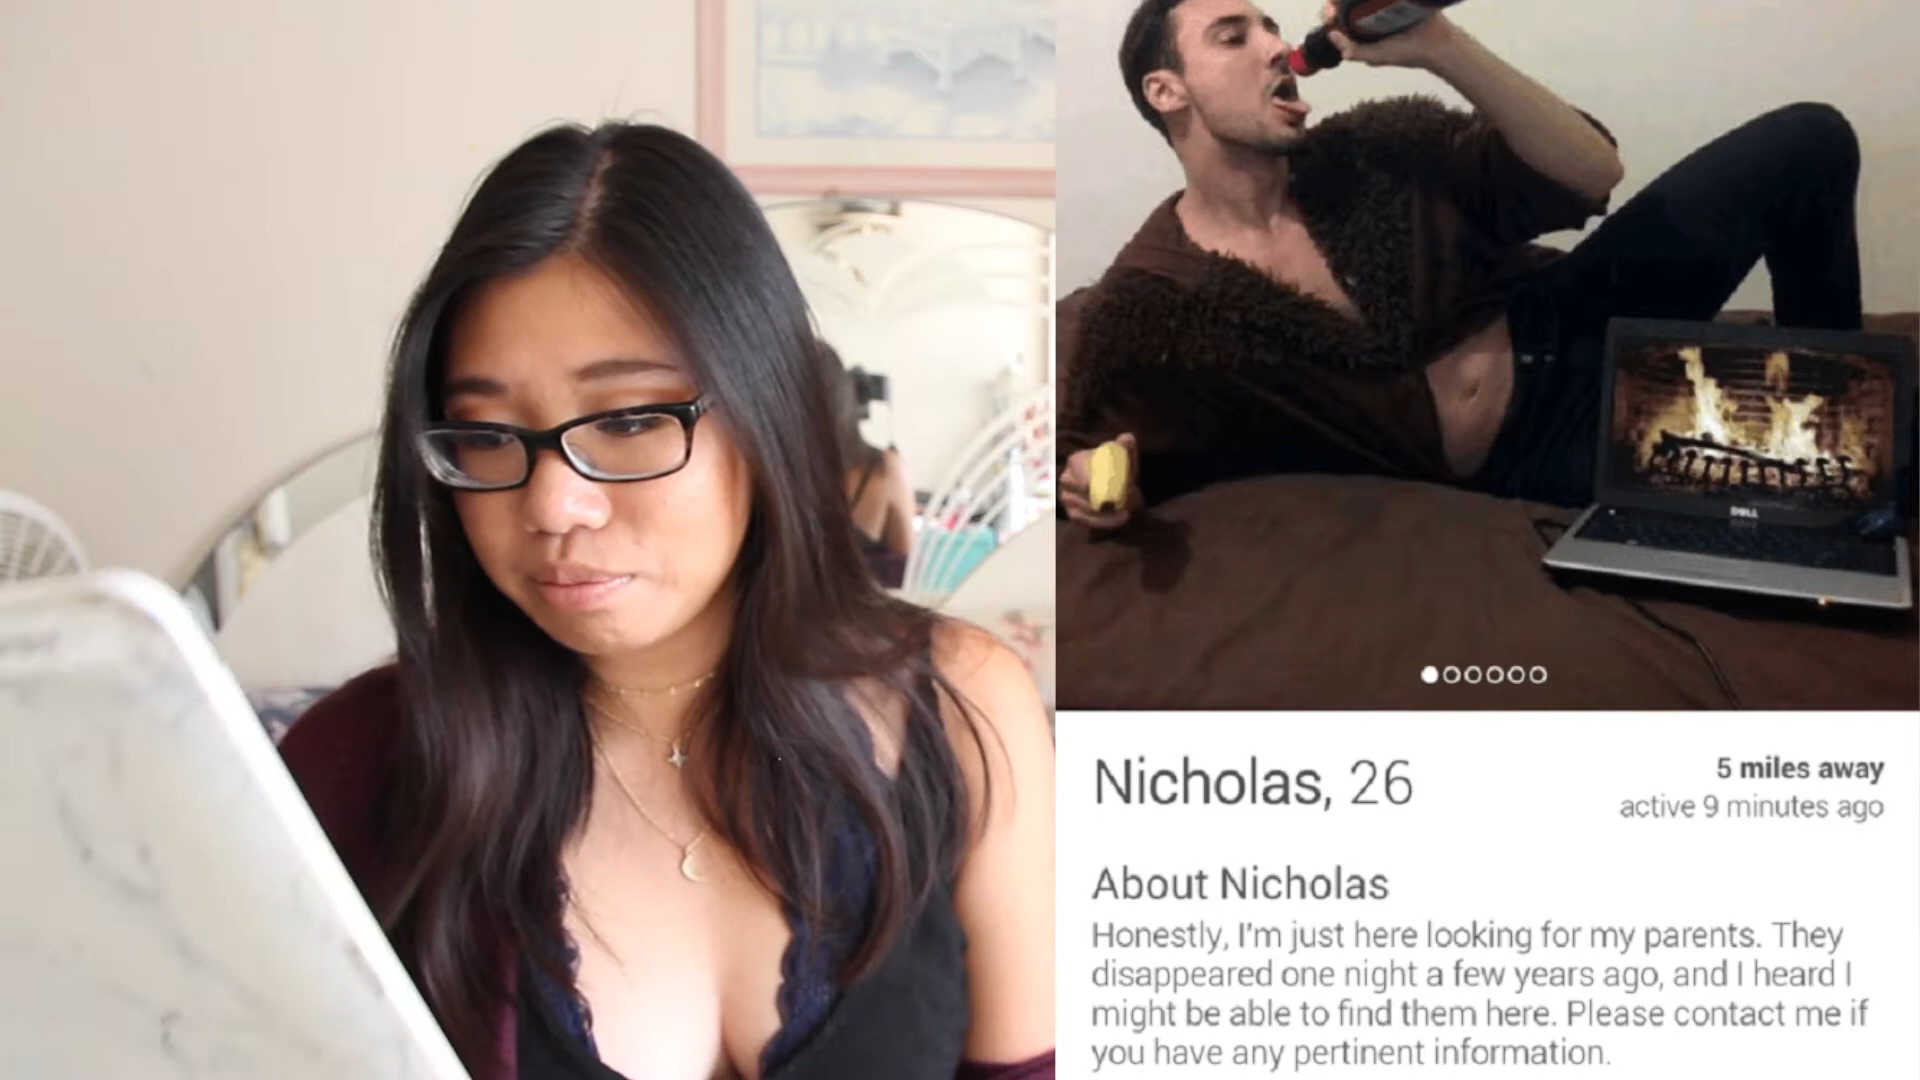 DELL
Nicholas, 26
5 miles away
active 9 minutes ago
About Nicholas
Honestly, I'm just here looking for my parents. They
disappeared one night a few years ago, and I heard I
might be able to find them here. Please contact me if
you have any pertinent information.